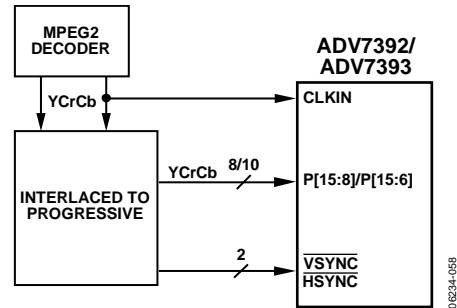 MPEG2
DECODER
ADV7392/
ADV7393
YCrCb
CLKIN
INTERLACED TO
PROGRESSIVE
YCrCb
8/10
P[15:8]/P[15:6]
2
VSYNC
HSYNC
06234-058